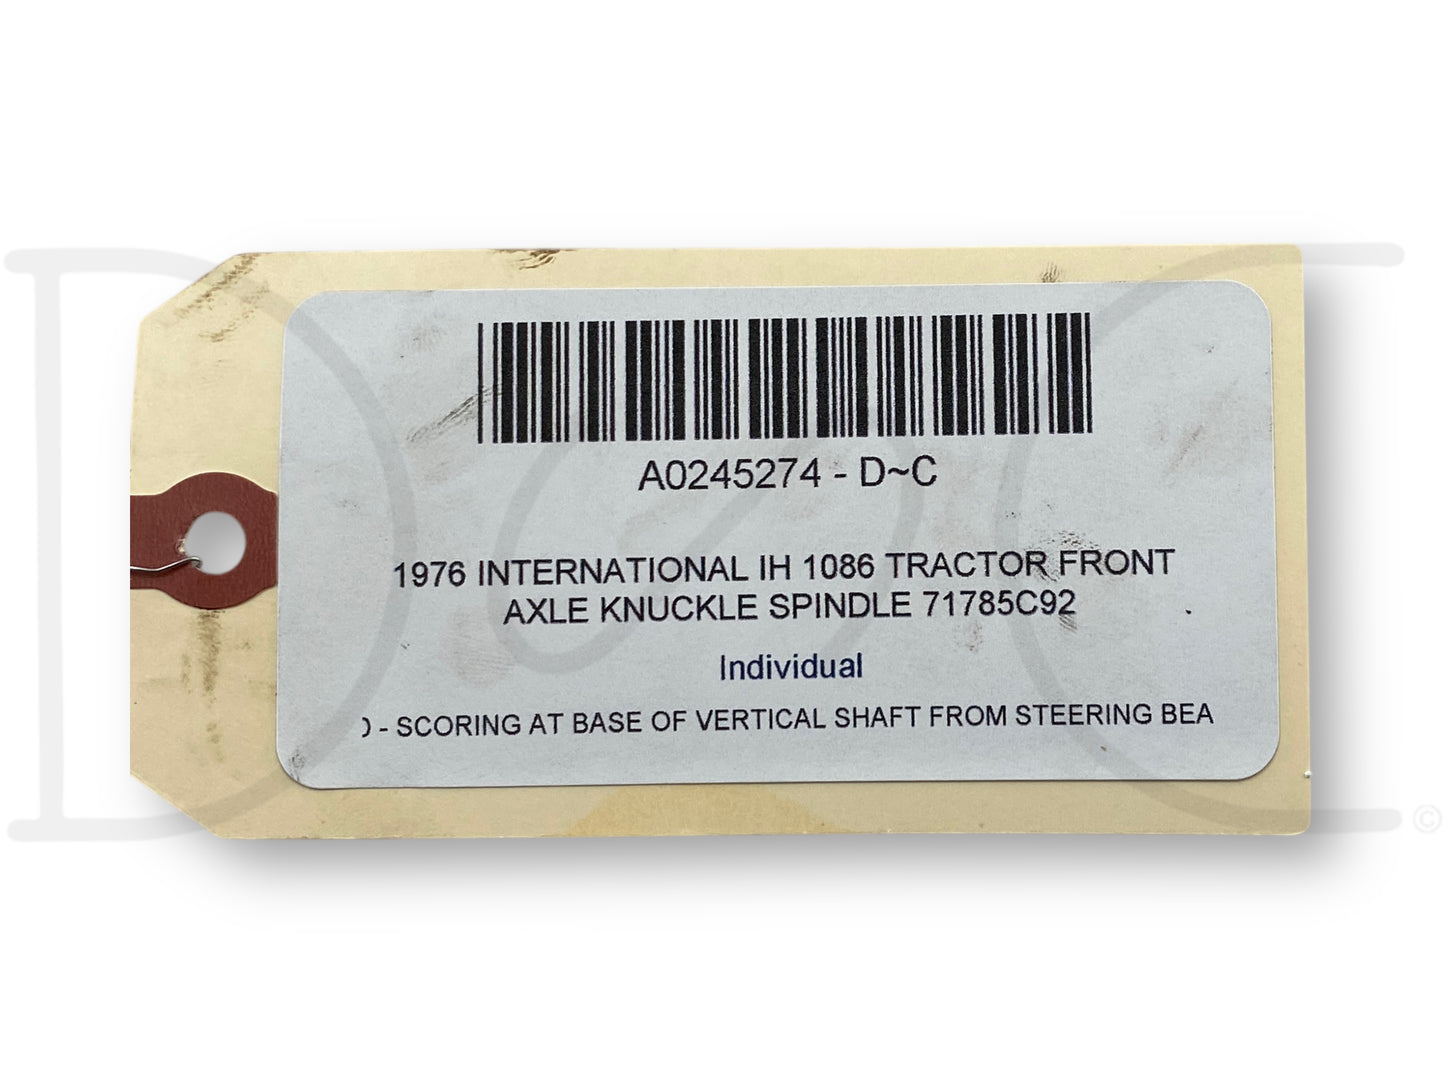 A0245274 - D~C
1976 INTERNATIONAL IH 1086 TRACTOR FRONT
AXLE KNUCKLE SPINDLE 71785C92
Individual
- SCORING AT BASE OF VERTICAL SHAFT FROM STEERING BEA
D C ©